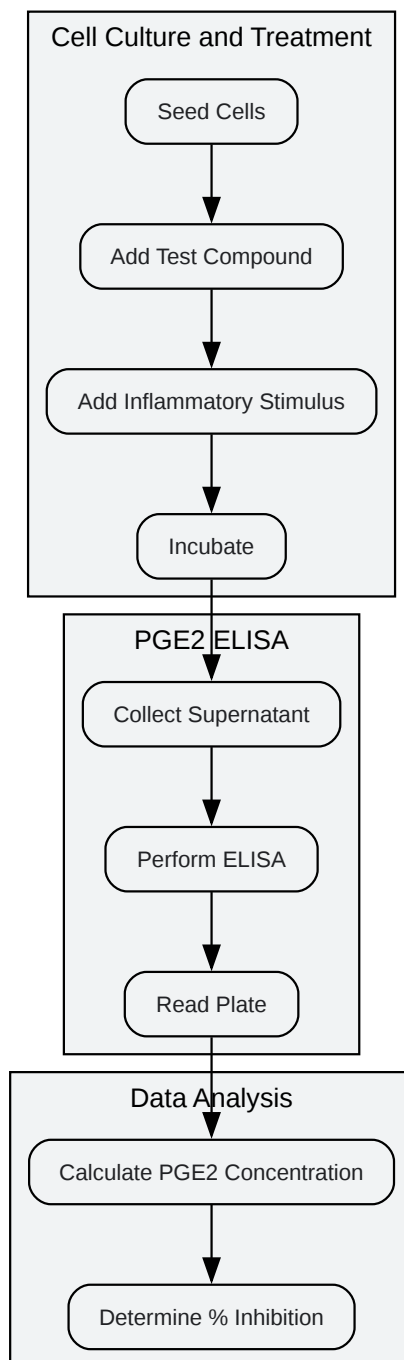 Cell Culture and Treatment
Seed Cells
Add Test Compound
Add Inflammatory Stimulus
Incubate
PGE2 ELISA
Collect Supernatant
Perform ELISA
Read Plate
Data Analysis
Calculate PGE2 Concentration
Determine % Inhibition